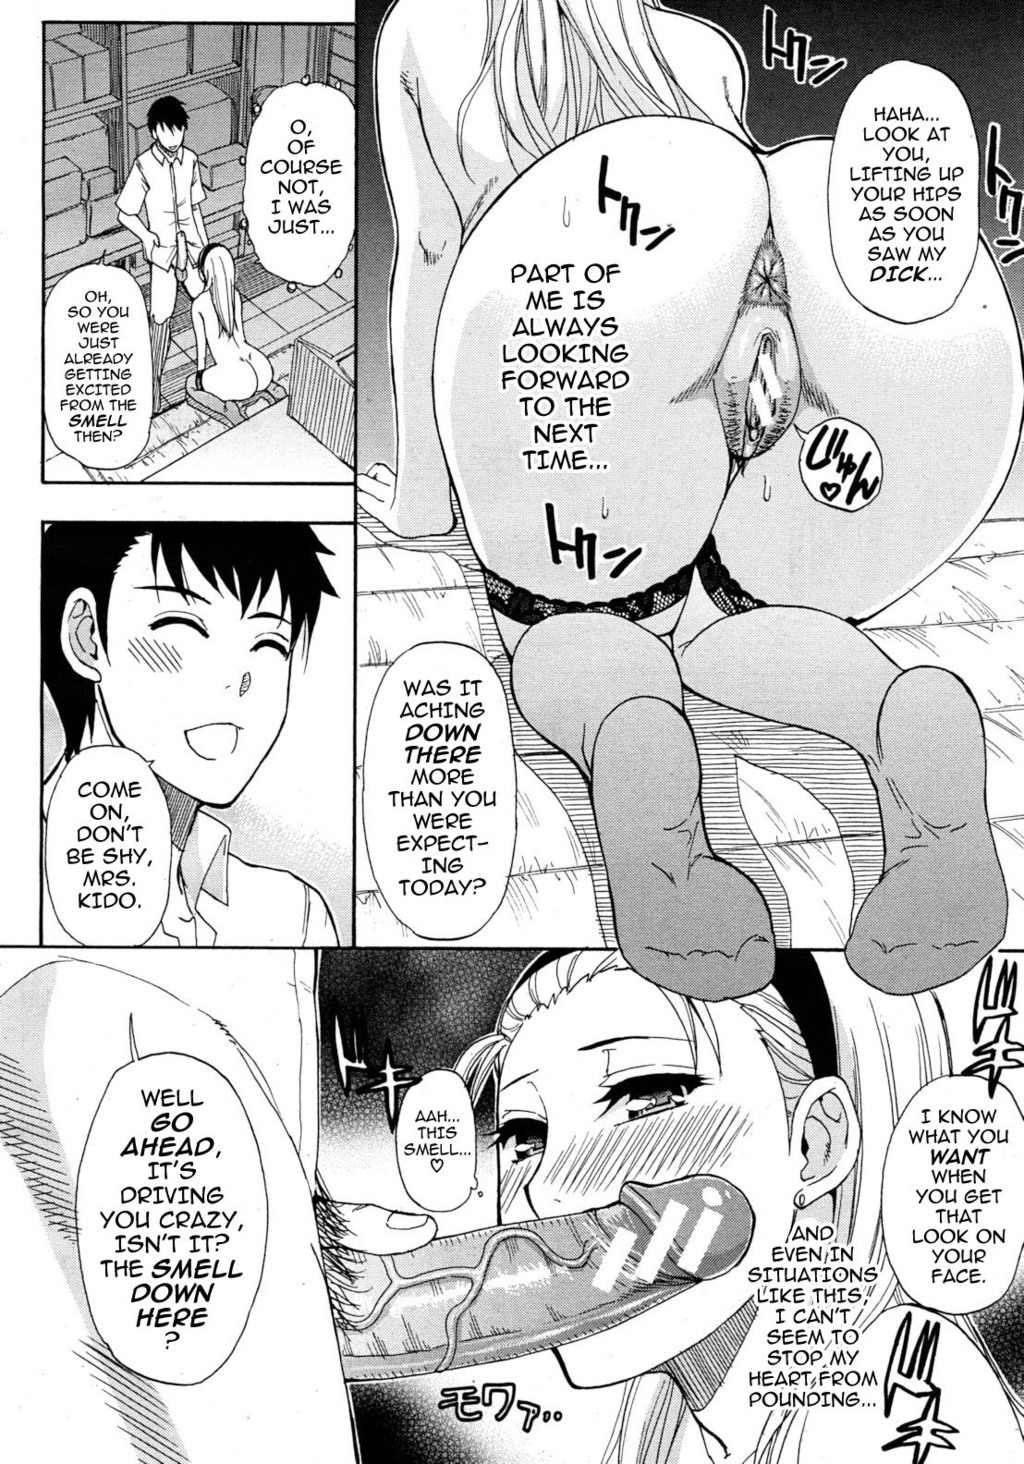 HAHA...
LOOK AT
YOU,
LIFTING UP
YOUR HIPS
AS SOON
AS YOU
SAW MY
DICK...
トクン
トクン
トクン
トクン
PART OF
ME IS
ALWAYS
LOOKING
FORWARD
TO THE
NEXT
TIME...
じゅん
♡
WAS IT
ACHING
DOWN
THERE
MORE
THAN YOU
WERE
EXPECT-
ING
TODAY?
O,
OF
COURSE
NOT,
I WAS
JUST...
OH,
SO YOU
WERE
JUST
ALREADY
GETTING
EXCITED
FROM THE
SMELL
THEN?
COME
ON,
DON'T
BE SHY,
MRS.
KIDO.
I KNOW
WHAT YOU
WANT
WHEN
YOU GET
THAT
LOOK ON
YOUR
FACE.
ドキ
ドキ
ドキ
AAH...
THIS
SMELL...
♡
AND
EVEN IN
SITUATIONS
LIKE THIS,
I CAN'T
SEEM TO
STOP MY
HEART FROM
POUNDING...
モワァ..
WELL
GO
AHEAD,
IT'S
DRIVING
YOU CRAZY,
ISN'T IT?
THE SMELL
DOWN
HERE
?